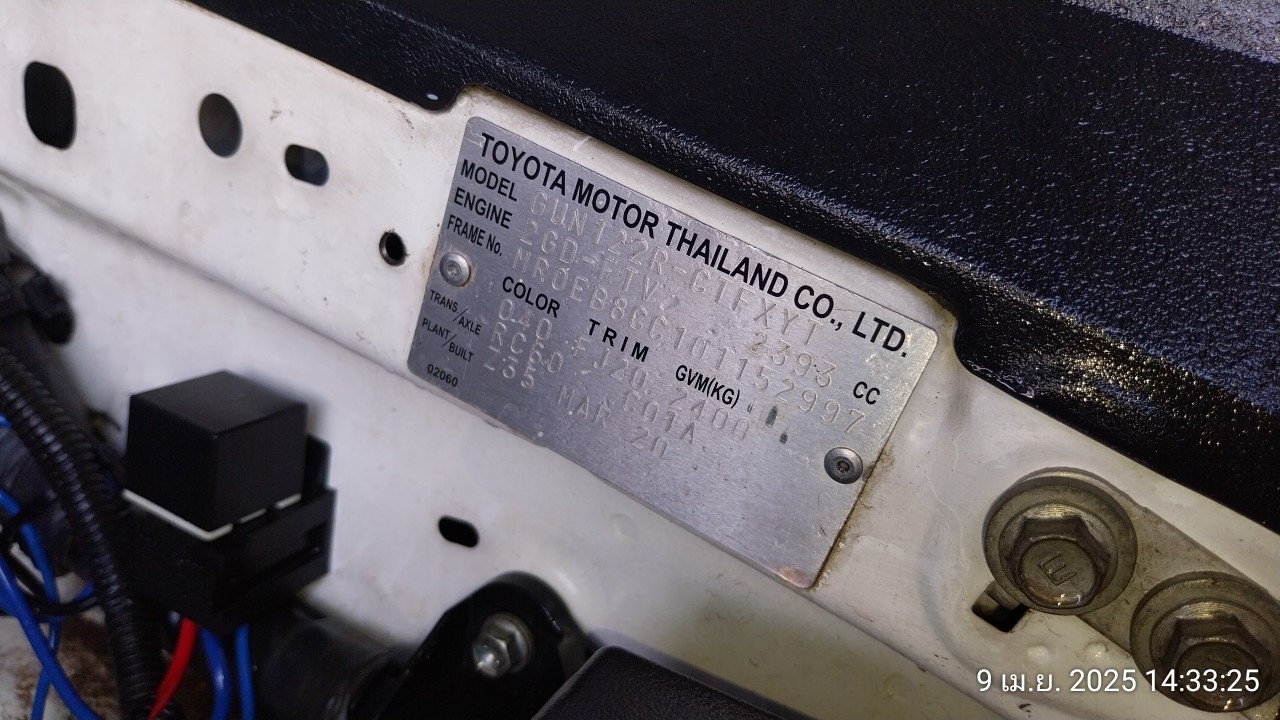 TOYOTA MOTOR THAILAND CO., LTD.
MODEL GUN122R-CTFXYT
ENGINE 2GD-FTV 2393 CC
FRAME No. MR0EB8CC101152997
COLOR TRIM GVM(KG)
040 FJ20 2400
TRANS/AXLE RC60 C01A
PLANT/BUILT Z35 MAR 20
02060
E
9 เม.ย. 2025 14:33:25